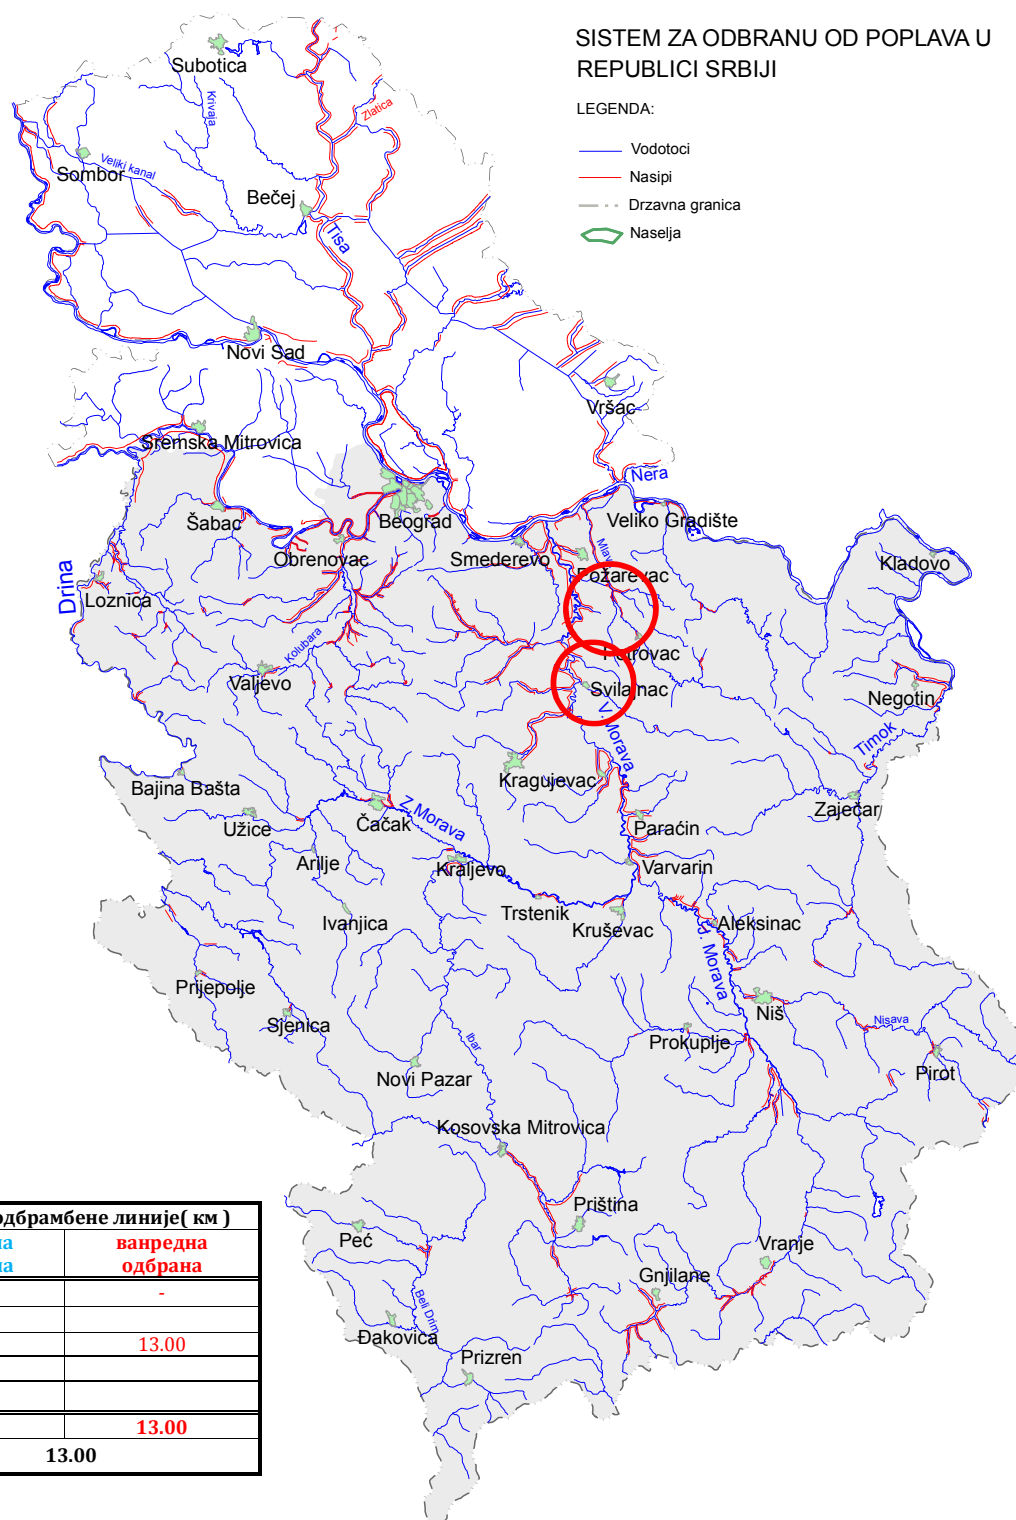 SISTEM ZA ODBRANU OD POPLAVA U
REPUBLICI SRBIJI
LEGENDA:
Vodotoci
Nasipi
Drzavna granica
Naselja
Subotica
Krivaja
Zlatica
Sombor
Veliki kanal
Bečej
Tisa
Novi Sad
Vršac
Sremska Mitrovica
Nera
Šabac
Beograd
Veliko Gradište
Obrenovac
Smederevo
Mlava
Požarevac
Kladovo
Drina
Loznica
Kolubara
Petrovac
Valjevo
Svilajnac
Negotin
V. Morava
Timok
Bajina Bašta
Kragujevac
Užice
Čačak
Z.Morava
Paraćin
Zaječar
Arilje
Kraljevo
Varvarin
Ivanjica
Trstenik
Kruševac
Aleksinac
J. Morava
Prijepolje
Sjenica
Niš
Nisava
Prokuplje
Ibar
Novi Pazar
Pirot
Kosovska Mitrovica
Priština
Peć
Vranje
Gnjilane
Beli Drim
Đakovica
Prizren
одбрамбене линије( км )
на ванредна
на одбрана
-
13.00
13.00
13.00